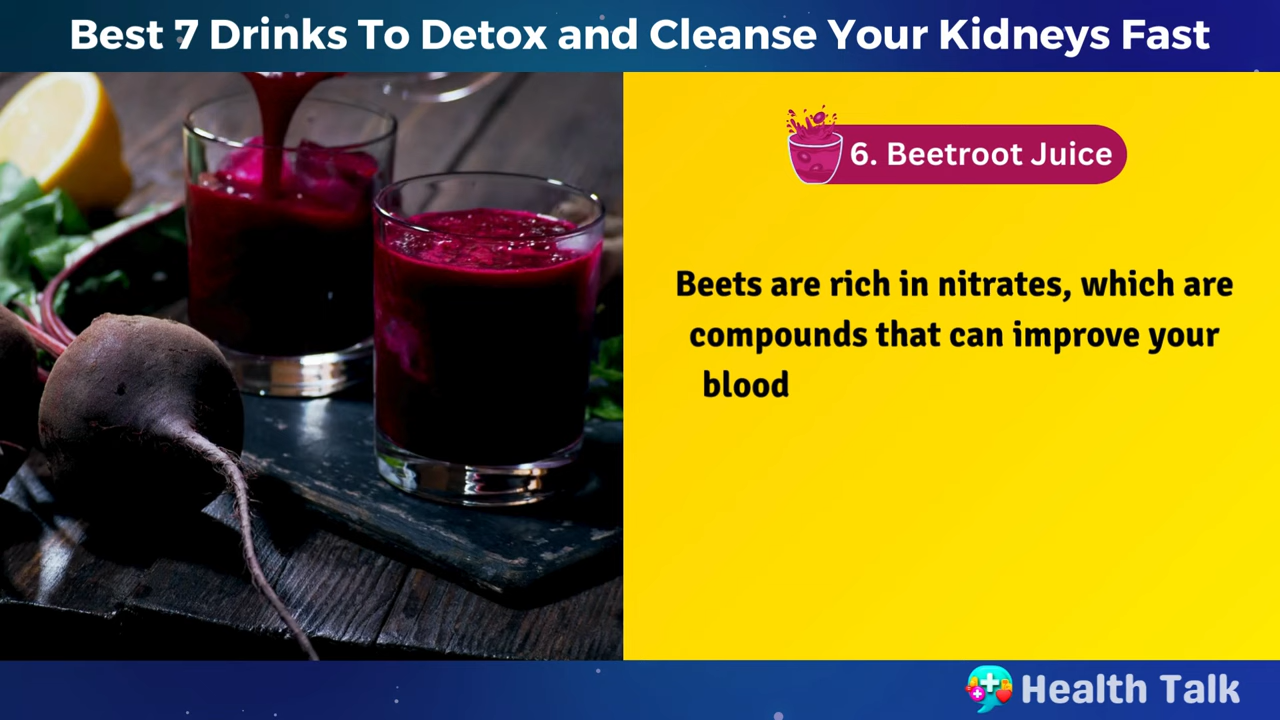 Best 7 Drinks To Detox and Cleanse Your Kidneys Fast
6. Beetroot Juice
Beets are rich in nitrates, which are
compounds that can improve your
blood
Health Talk